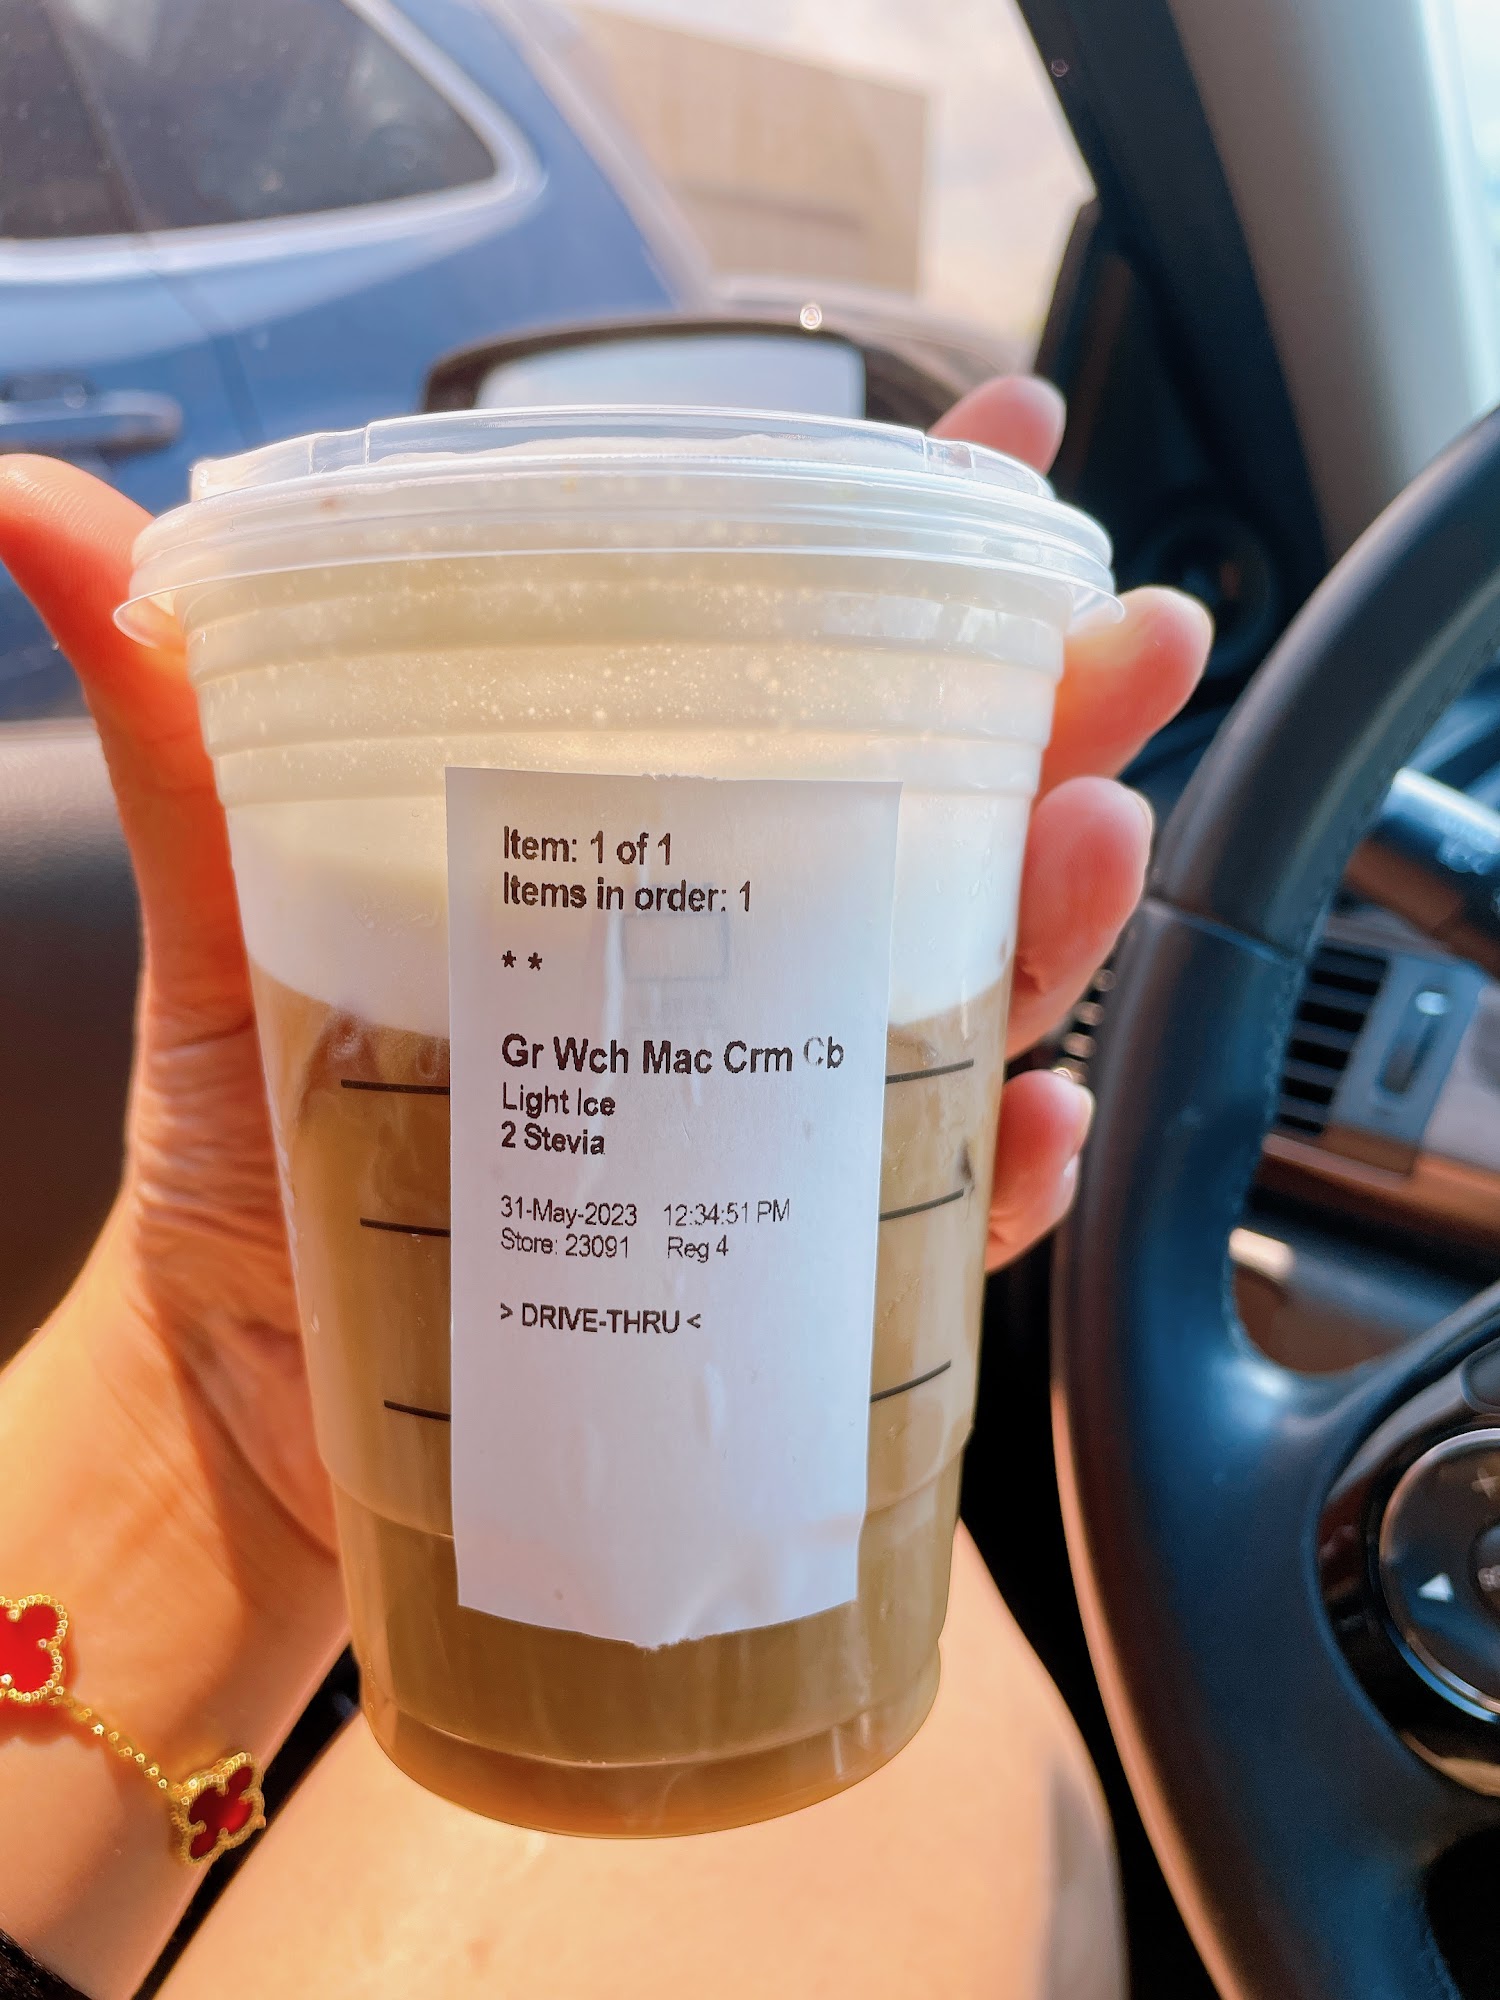 Item: 1 of 1
Items in order: 1
* *
Gr Wch Mac Crm Cb
Light Ice
2 Stevia
31-May-2023 12:34:51 PM
Store: 23091 Reg 4
> DRIVE-THRU <